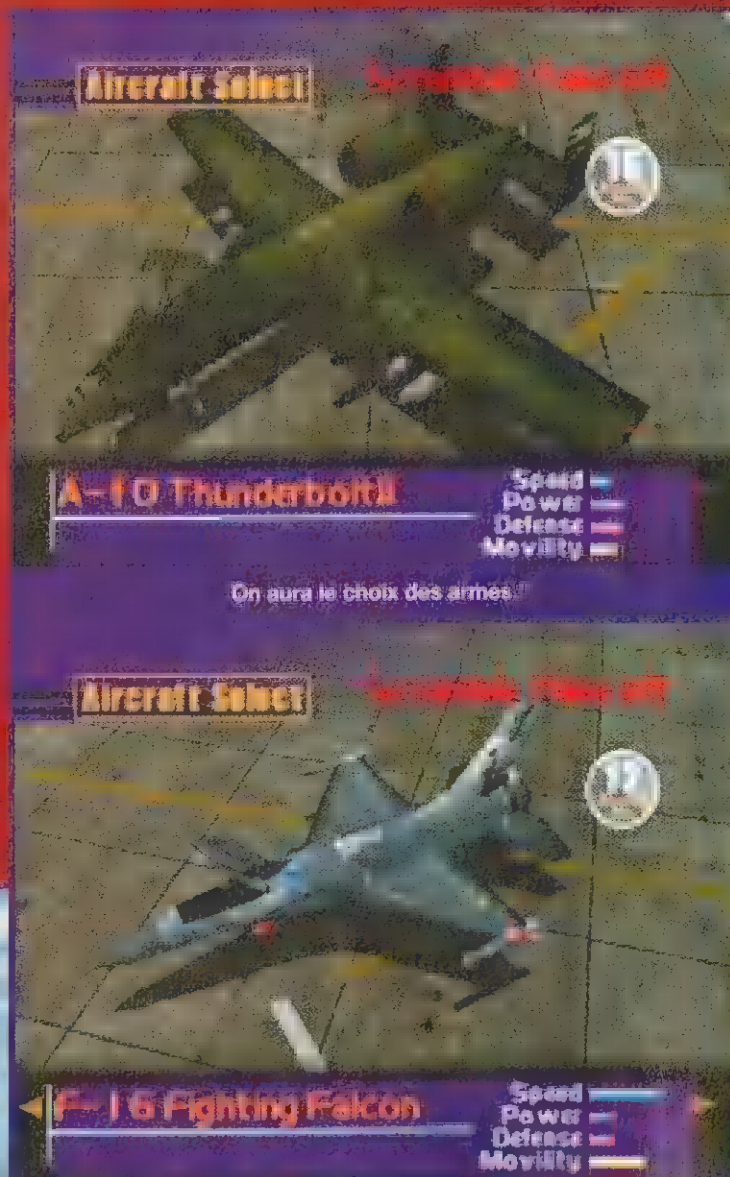 Aircraft Select
A-10 Thunderbolt II
Speed
Power
Defense
Movility
On aura le choix des armes
Aircraft Select
F-16 Fighting Falcon
Speed
Power
Defense
Movility